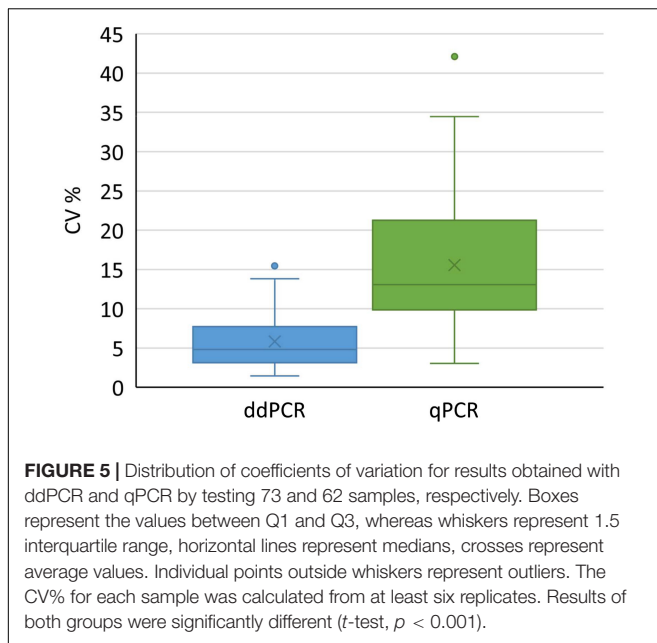 45
40
35
30
25
20
15
10
5
0
CV %
ddPCR
qPCR
FIGURE 5 | Distribution of coefficients of variation for results obtained with
ddPCR and qPCR by testing 73 and 62 samples, respectively. Boxes
represent the values between Q1 and Q3, whereas whiskers represent 1.5
interquartile range, horizontal lines represent medians, crosses represent
average values. Individual points outside whiskers represent outliers. The
CV% for each sample was calculated from at least six replicates. Results of
both groups were significantly different (t-test, p < 0.001).